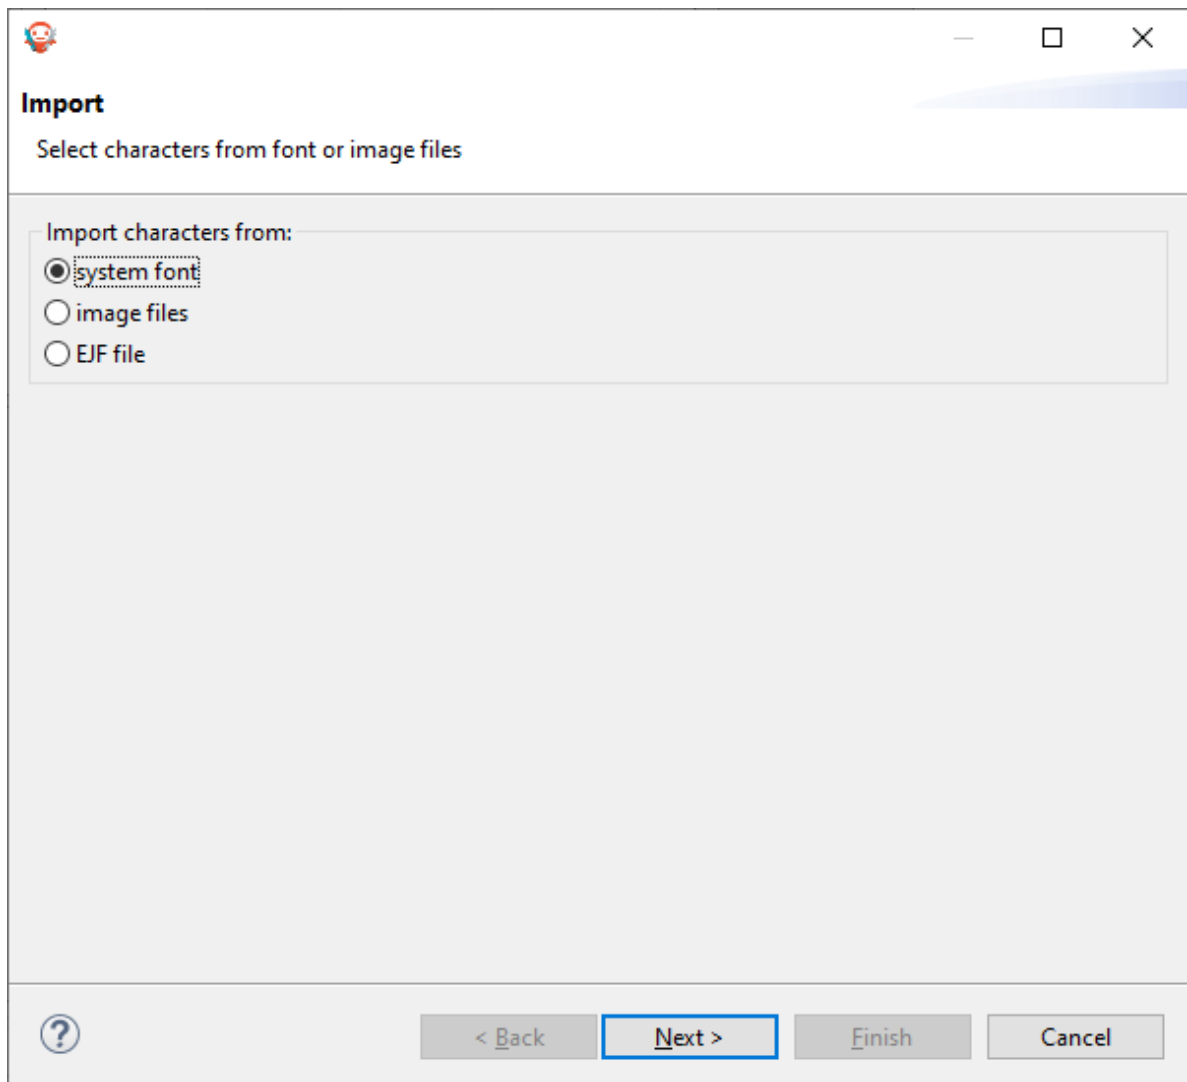 Import
Select characters from font or image files
Import characters from:
system font
image files
EJF file
?
< Back
Next >
Finish
Cancel